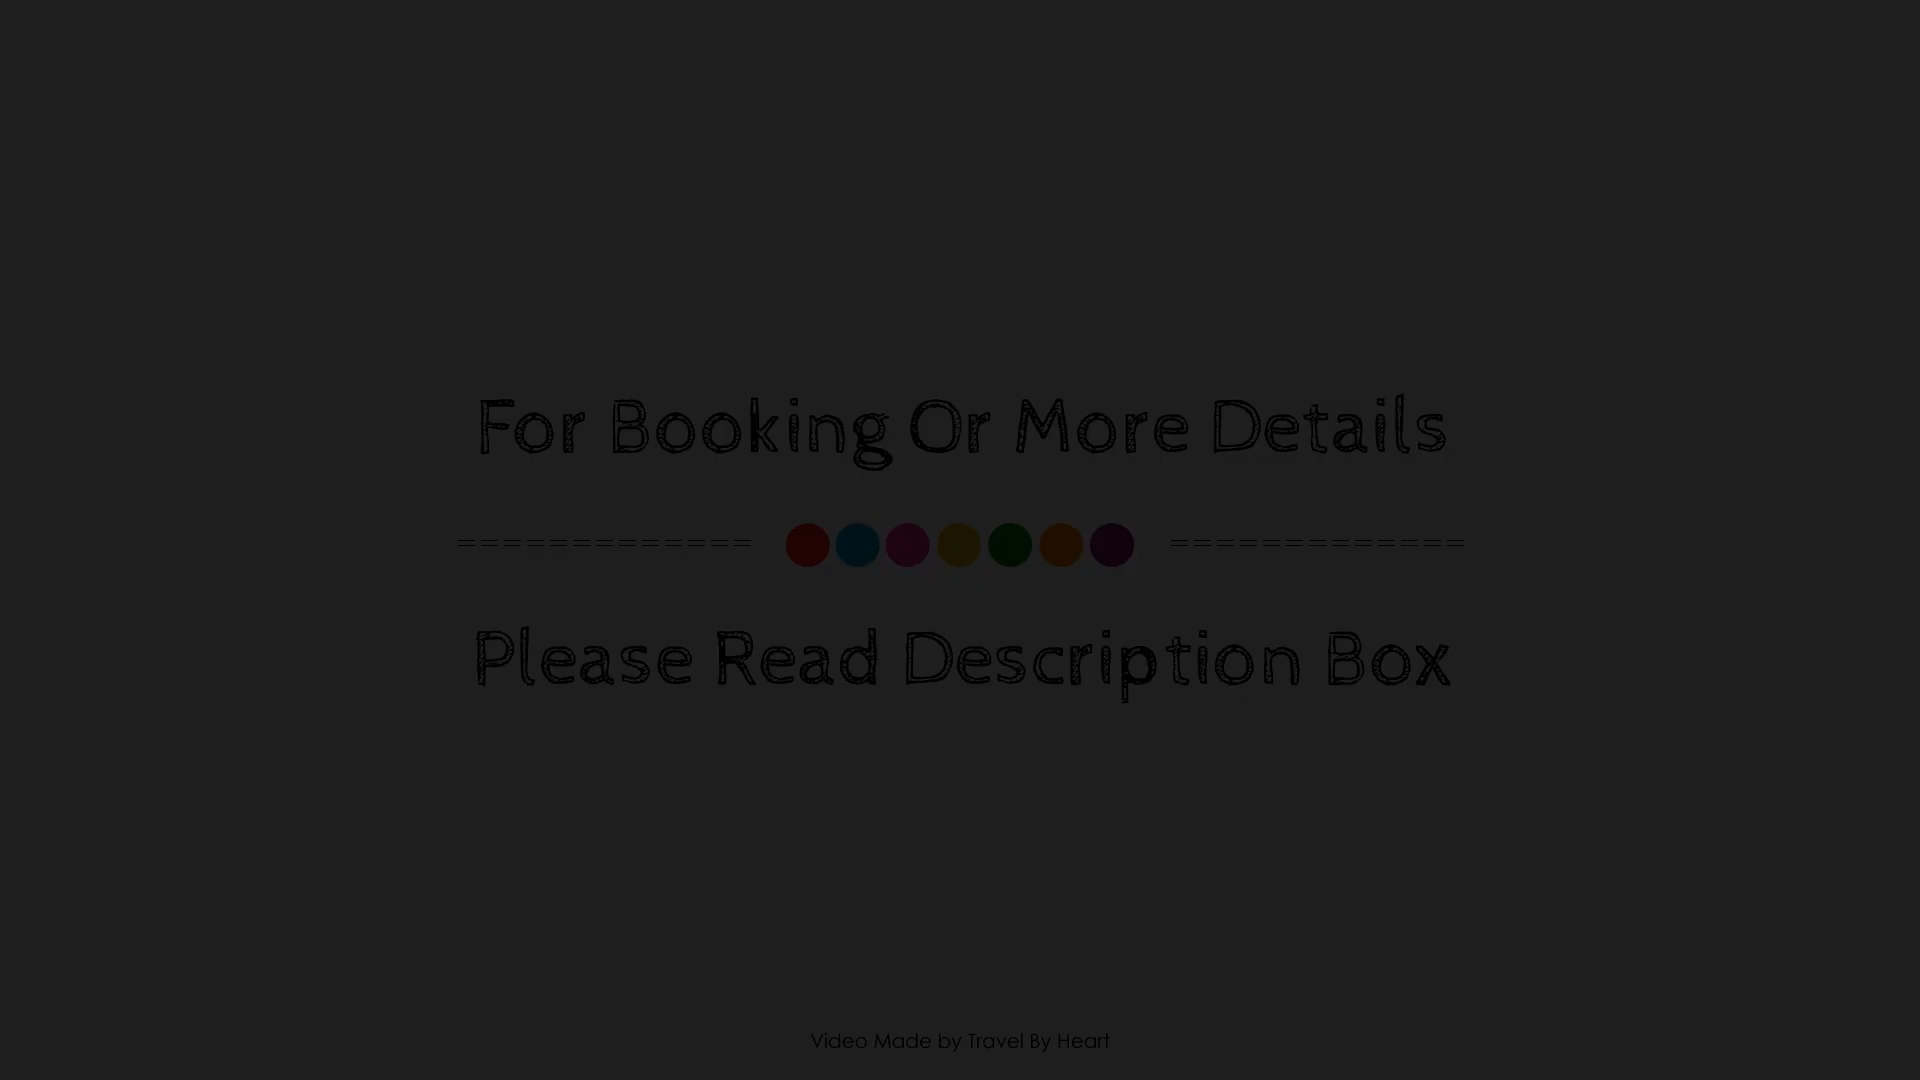 For Booking Or More Details
============= =============
Please Read Description Box
Video Made by Travel By Heart